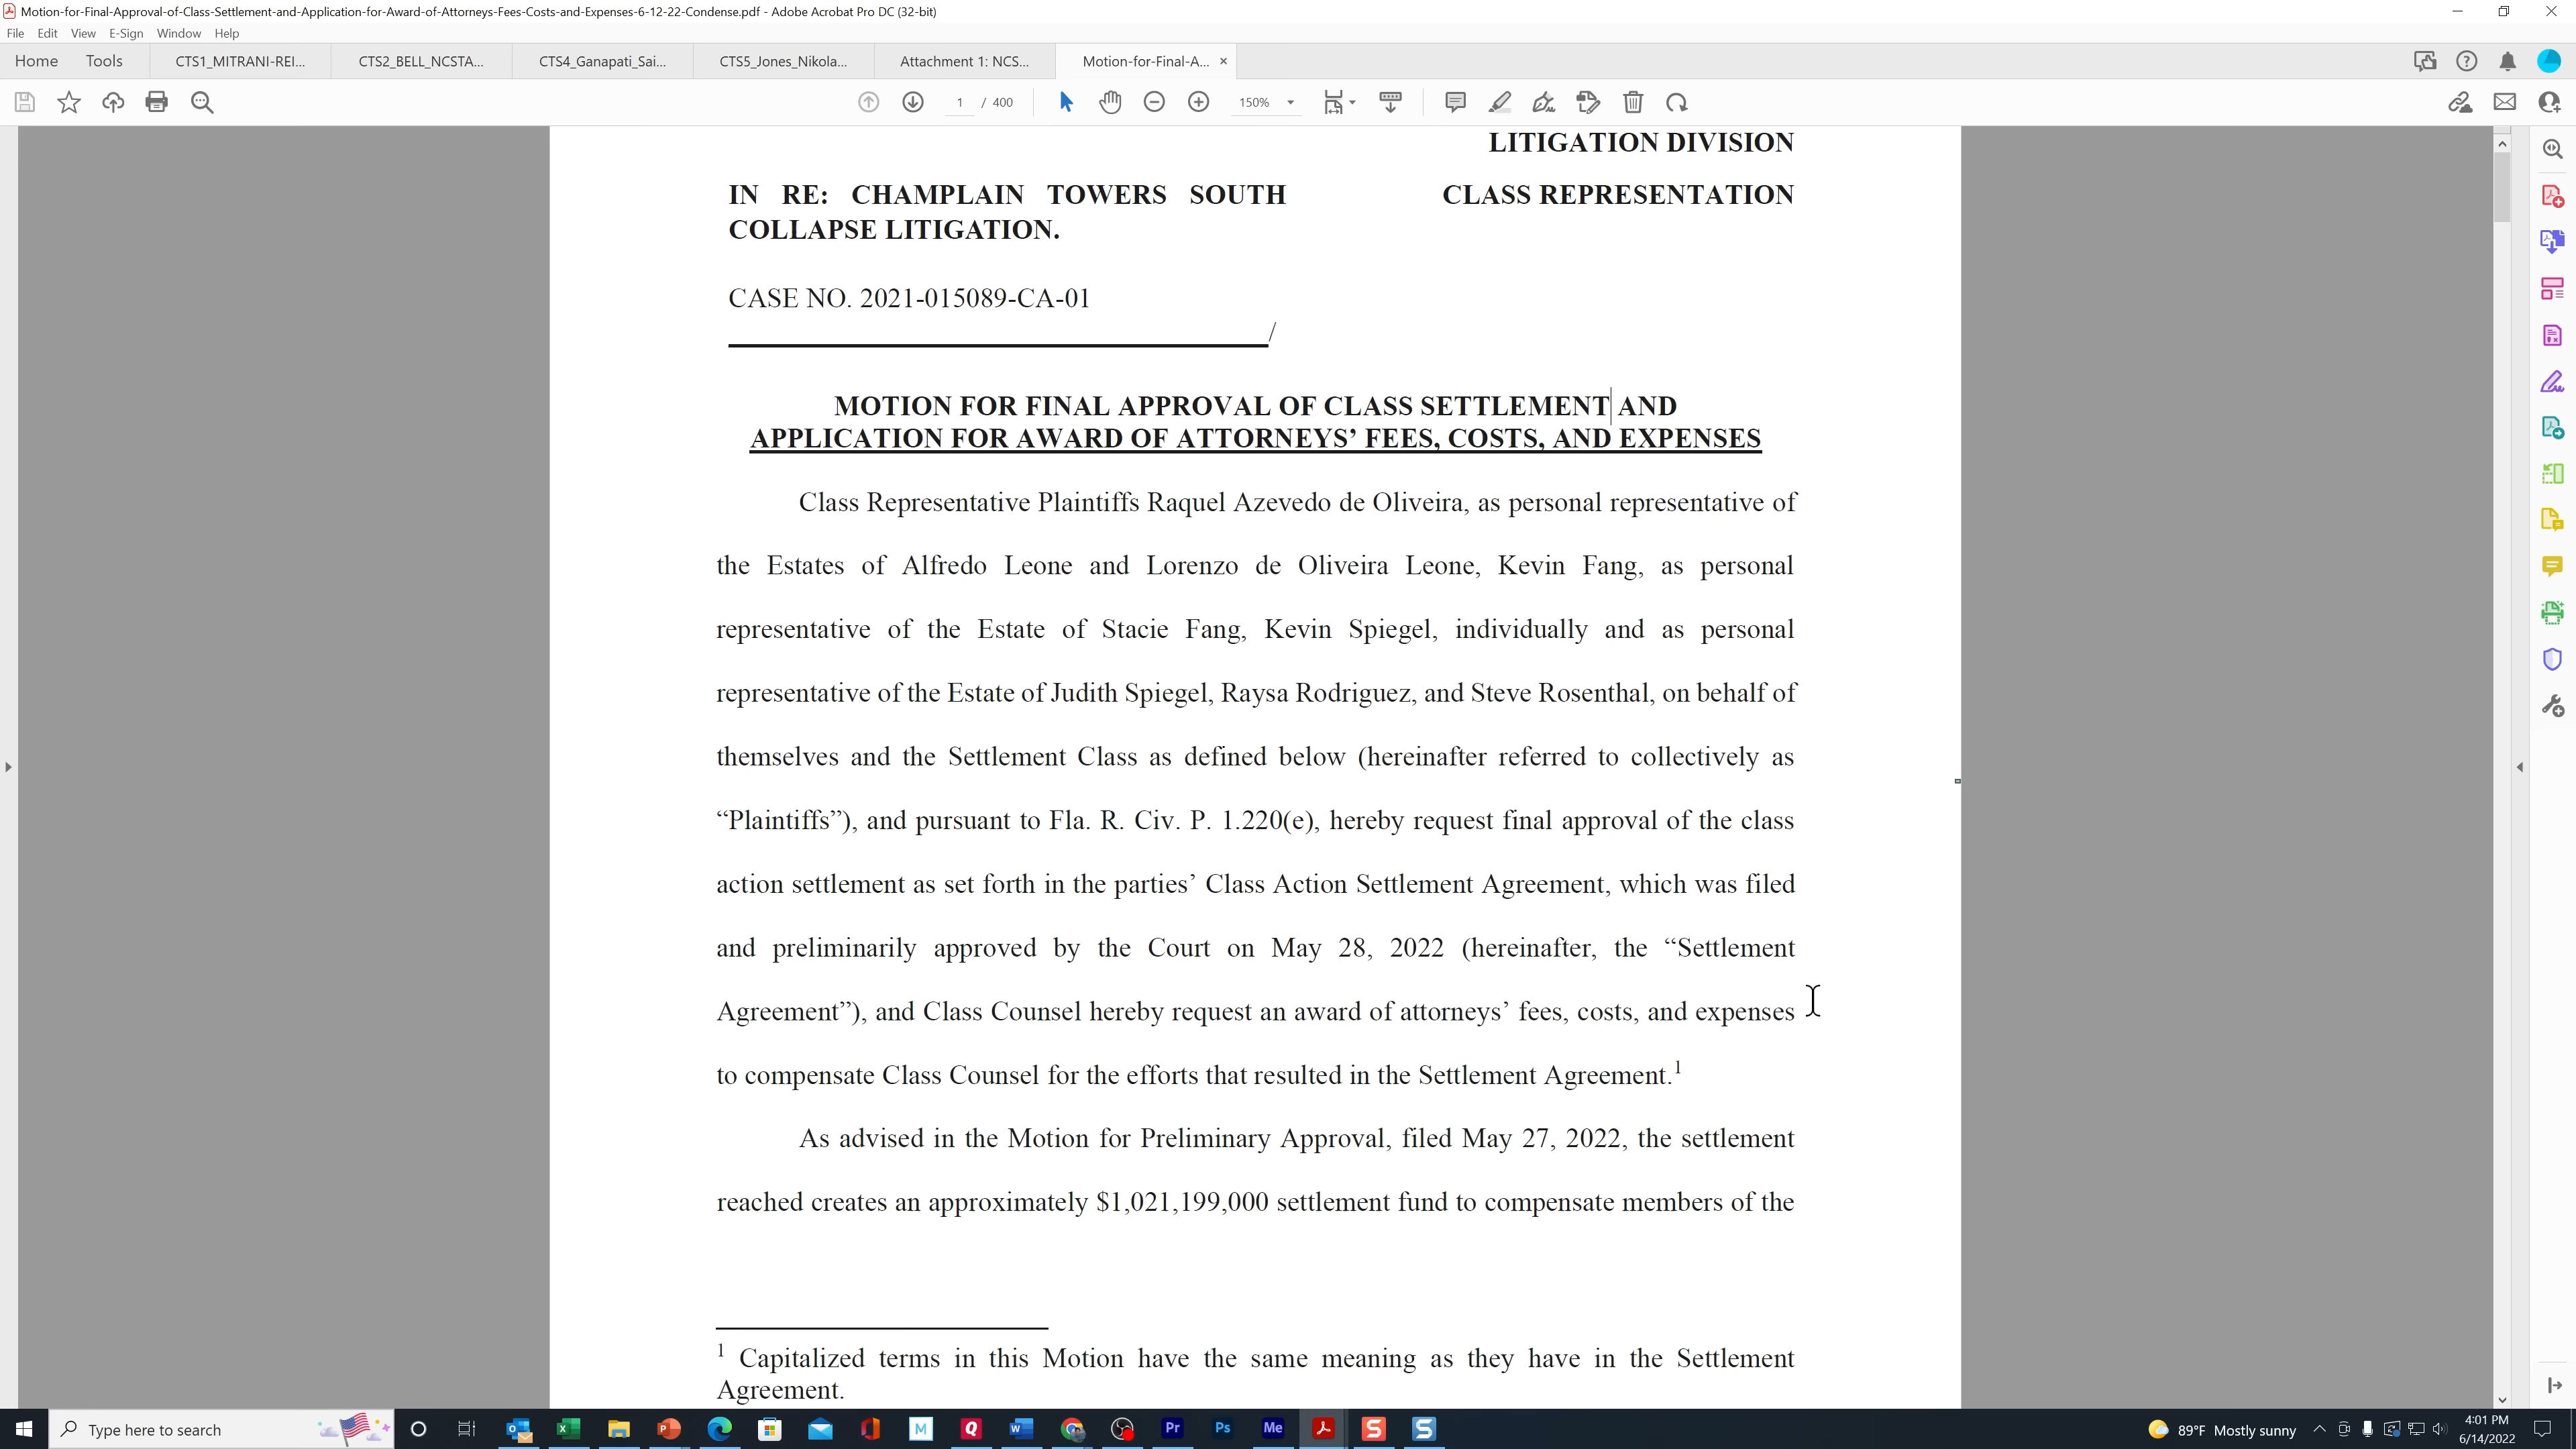 Motion-for-Final-Approval-of-Class-Settlement-and-Application-for-Award-of-Attorneys-Fees-Costs-and-Expenses-6-12-22-Condense.pdf - Adobe Acrobat Pro DC (32-bit)
File Edit View E-Sign Window Help
Home Tools CTS1_MITRANI-REI... CTS2_BELL_NCSTA... CTS4_Ganapati_Sai... CTS5_Jones_Nikola... Attachment 1: NCS... Motion-for-Final-A... ×
1 / 400 150%
LITIGATION DIVISION
IN RE: CHAMPLAIN TOWERS SOUTH CLASS REPRESENTATION
COLLAPSE LITIGATION.
CASE NO. 2021-015089-CA-01
/
MOTION FOR FINAL APPROVAL OF CLASS SETTLEMENT AND
APPLICATION FOR AWARD OF ATTORNEYS’ FEES, COSTS, AND EXPENSES
Class Representative Plaintiffs Raquel Azevedo de Oliveira, as personal representative of
the Estates of Alfredo Leone and Lorenzo de Oliveira Leone, Kevin Fang, as personal
representative of the Estate of Stacie Fang, Kevin Spiegel, individually and as personal
representative of the Estate of Judith Spiegel, Raysa Rodriguez, and Steve Rosenthal, on behalf of
themselves and the Settlement Class as defined below (hereinafter referred to collectively as
“Plaintiffs”), and pursuant to Fla. R. Civ. P. 1.220(e), hereby request final approval of the class
action settlement as set forth in the parties’ Class Action Settlement Agreement, which was filed
and preliminarily approved by the Court on May 28, 2022 (hereinafter, the “Settlement
Agreement”), and Class Counsel hereby request an award of attorneys’ fees, costs, and expenses
to compensate Class Counsel for the efforts that resulted in the Settlement Agreement.1
As advised in the Motion for Preliminary Approval, filed May 27, 2022, the settlement
reached creates an approximately $1,021,199,000 settlement fund to compensate members of the
1 Capitalized terms in this Motion have the same meaning as they have in the Settlement
Agreement.
Type here to search
M Q W P Pr Ps Me S S
89°F Mostly sunny
4:01 PM
6/14/2022